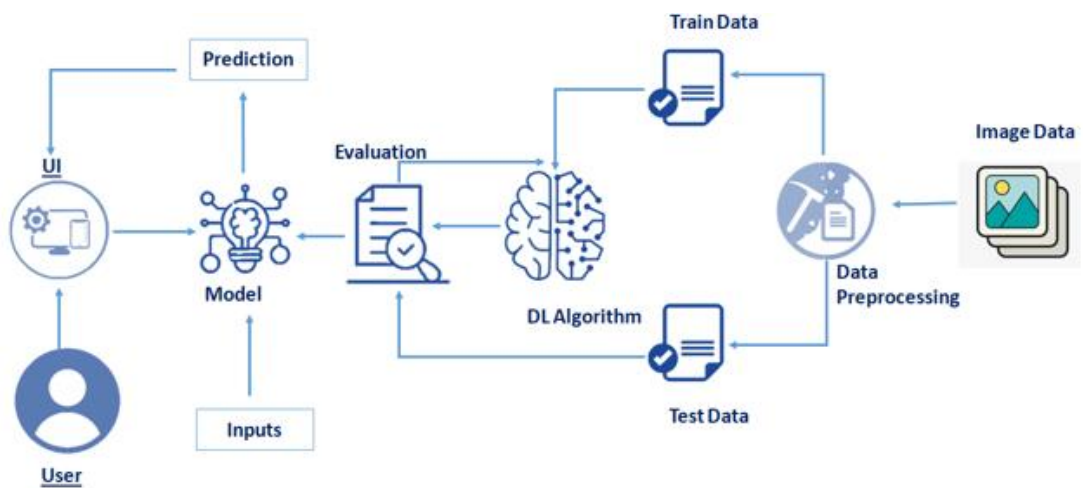 Train Data
Prediction
Image Data
Evaluation
UI
Data
Preprocessing
Model
DL Algorithm
Test Data
Inputs
User